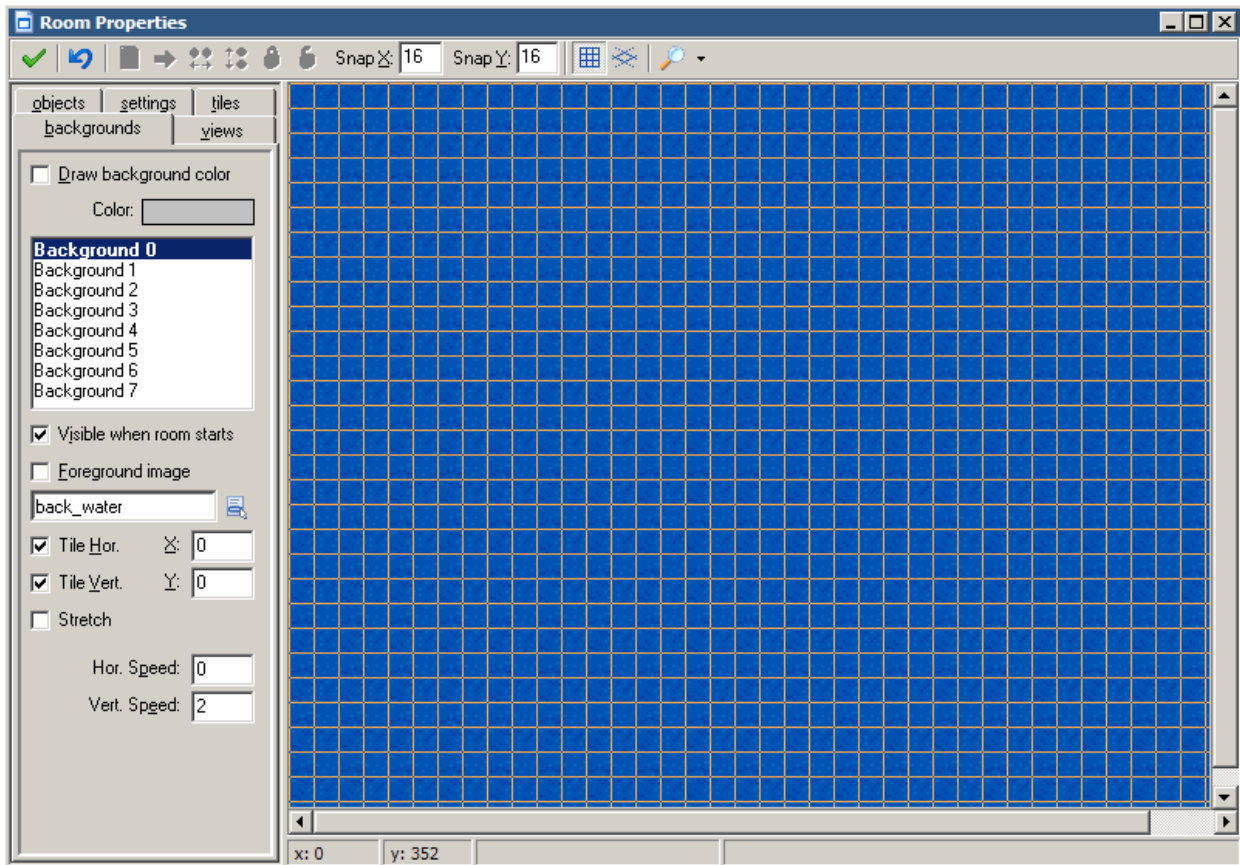 Room Properties
Snap X: 16 Snap Y: 16
objects settings tiles
backgrounds views
Draw background color
Color:
Background 0
Background 1
Background 2
Background 3
Background 4
Background 5
Background 6
Background 7
Visible when room starts
Foreground image
back_water
Tile Hor. X: 0
Tile Vert. Y: 0
Stretch
Hor. Speed: 0
Vert. Speed: 2
x: 0 y: 352